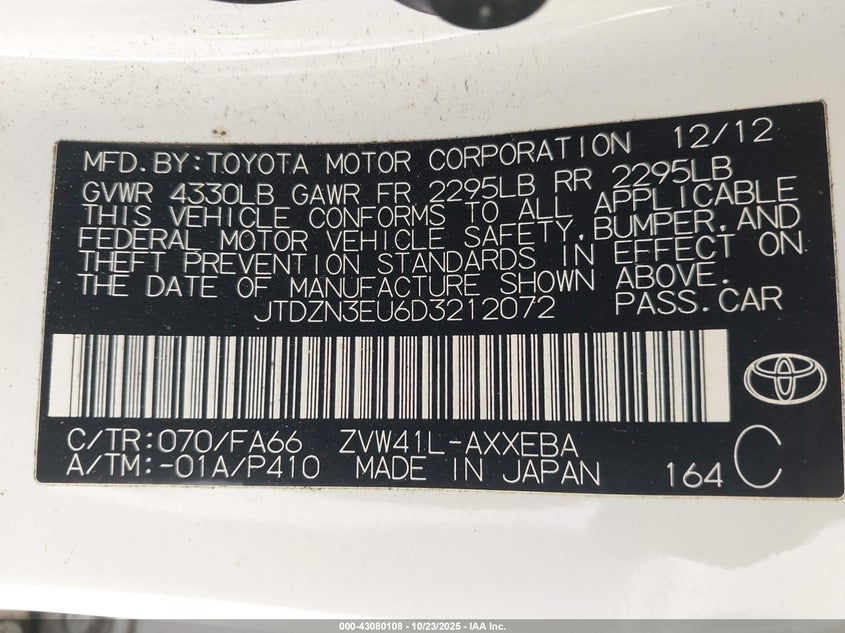 MFD.BY:TOYOTA MOTOR CORPORATION 12/12
GVWR 4330LB GAWR FR 2295LB RR 2295LB
THIS VEHICLE CONFORMS TO ALL APPLICABLE
FEDERAL MOTOR VEHICLE SAFETY, BUMPER, AND
THEFT PREVENTION STANDARDS IN EFFECT ON
THE DATE OF MANUFACTURE SHOWN ABOVE.
JTDZN3EU6D3212072 PASS.CAR
C/TR:070/FA66 ZVW41L-AXXEBA
A/TM:-01A/P410 MADE IN JAPAN 164 C
000-43080108 - 10/23/2025 - IAA Inc.